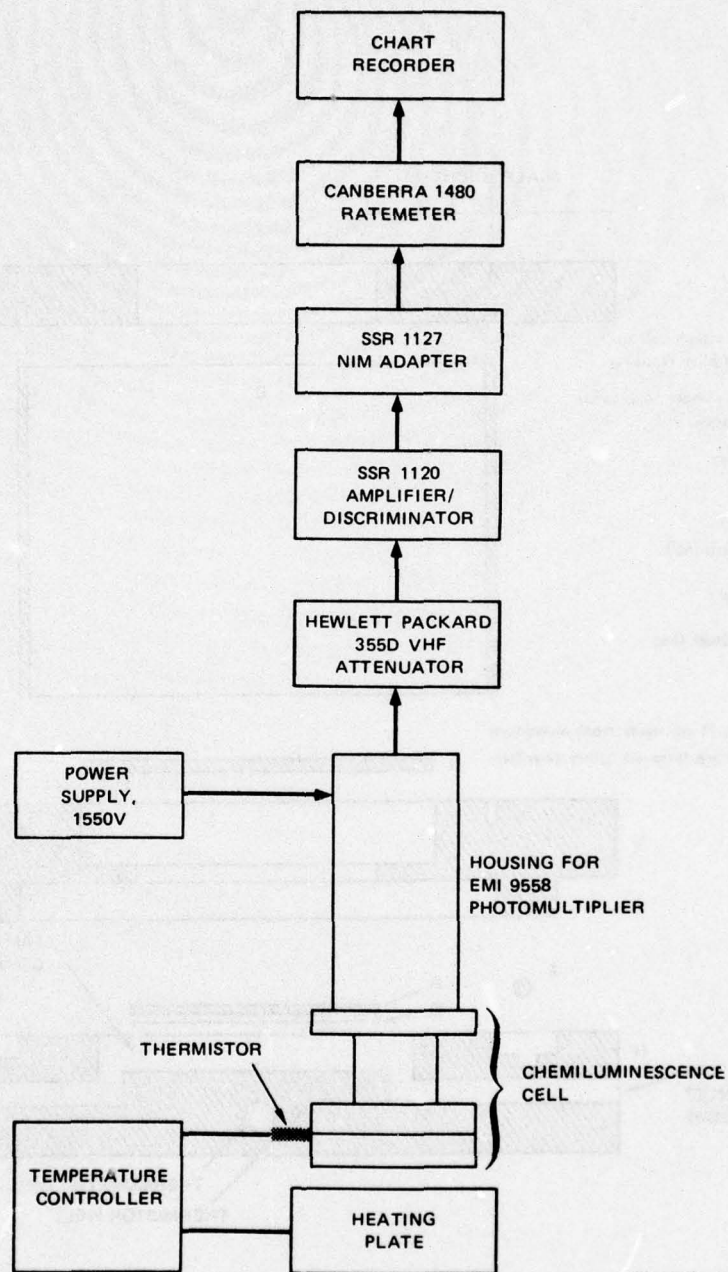 CHART
RECORDER
CANBERRA 1480
RATEMETER
SSR 1127
NIM ADAPTER
SSR 1120
AMPLIFIER/
DISCRIMINATOR
HEWLETT PACKARD
355D VHF
ATTENUATOR
POWER
SUPPLY,
1550V
HOUSING FOR
EMI 9558
PHOTOMULTIPLIER
THERMISTOR
CHEMILUMINESCENCE
CELL
TEMPERATURE
CONTROLLER
HEATING
PLATE